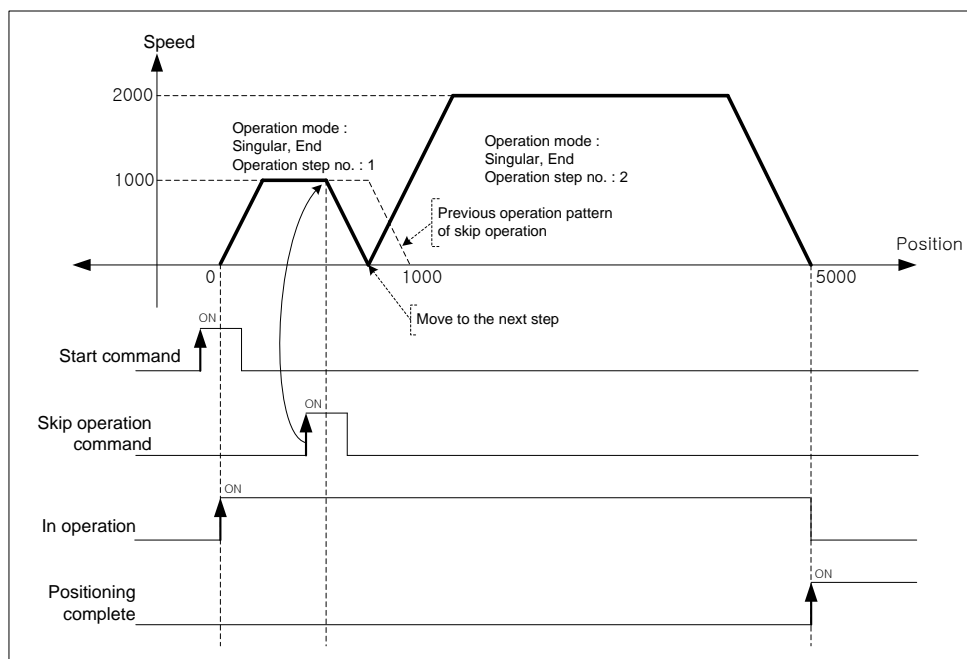 Speed
2000
Operation mode :
Singular, End
Operation step no. : 1
Operation mode :
Singular, End
Operation step no. : 2
1000
Previous operation pattern
of skip operation
Position
0
1000
5000
Move to the next step
ON
Start command
ON
Skip operation
command
ON
In operation
ON
Positioning
complete